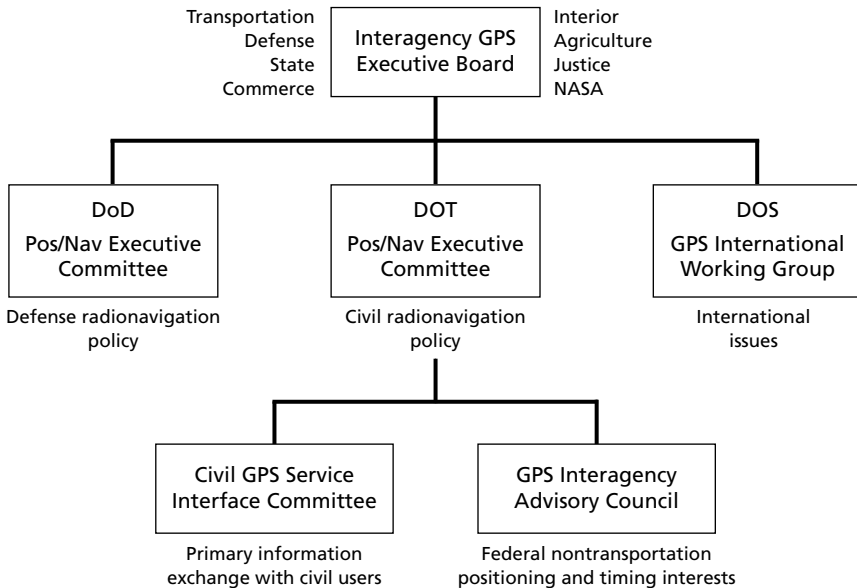 Transportation
Defense
State
Commerce
Interagency GPS
Executive Board
Interior
Agriculture
Justice
NASA
DoD
Pos/Nav Executive
Committee
Defense radionavigation
policy
DOT
Pos/Nav Executive
Committee
Civil radionavigation
policy
DOS
GPS International
Working Group
International
issues
Civil GPS Service
Interface Committee
Primary information
exchange with civil users
GPS Interagency
Advisory Council
Federal nontransportation
positioning and timing interests